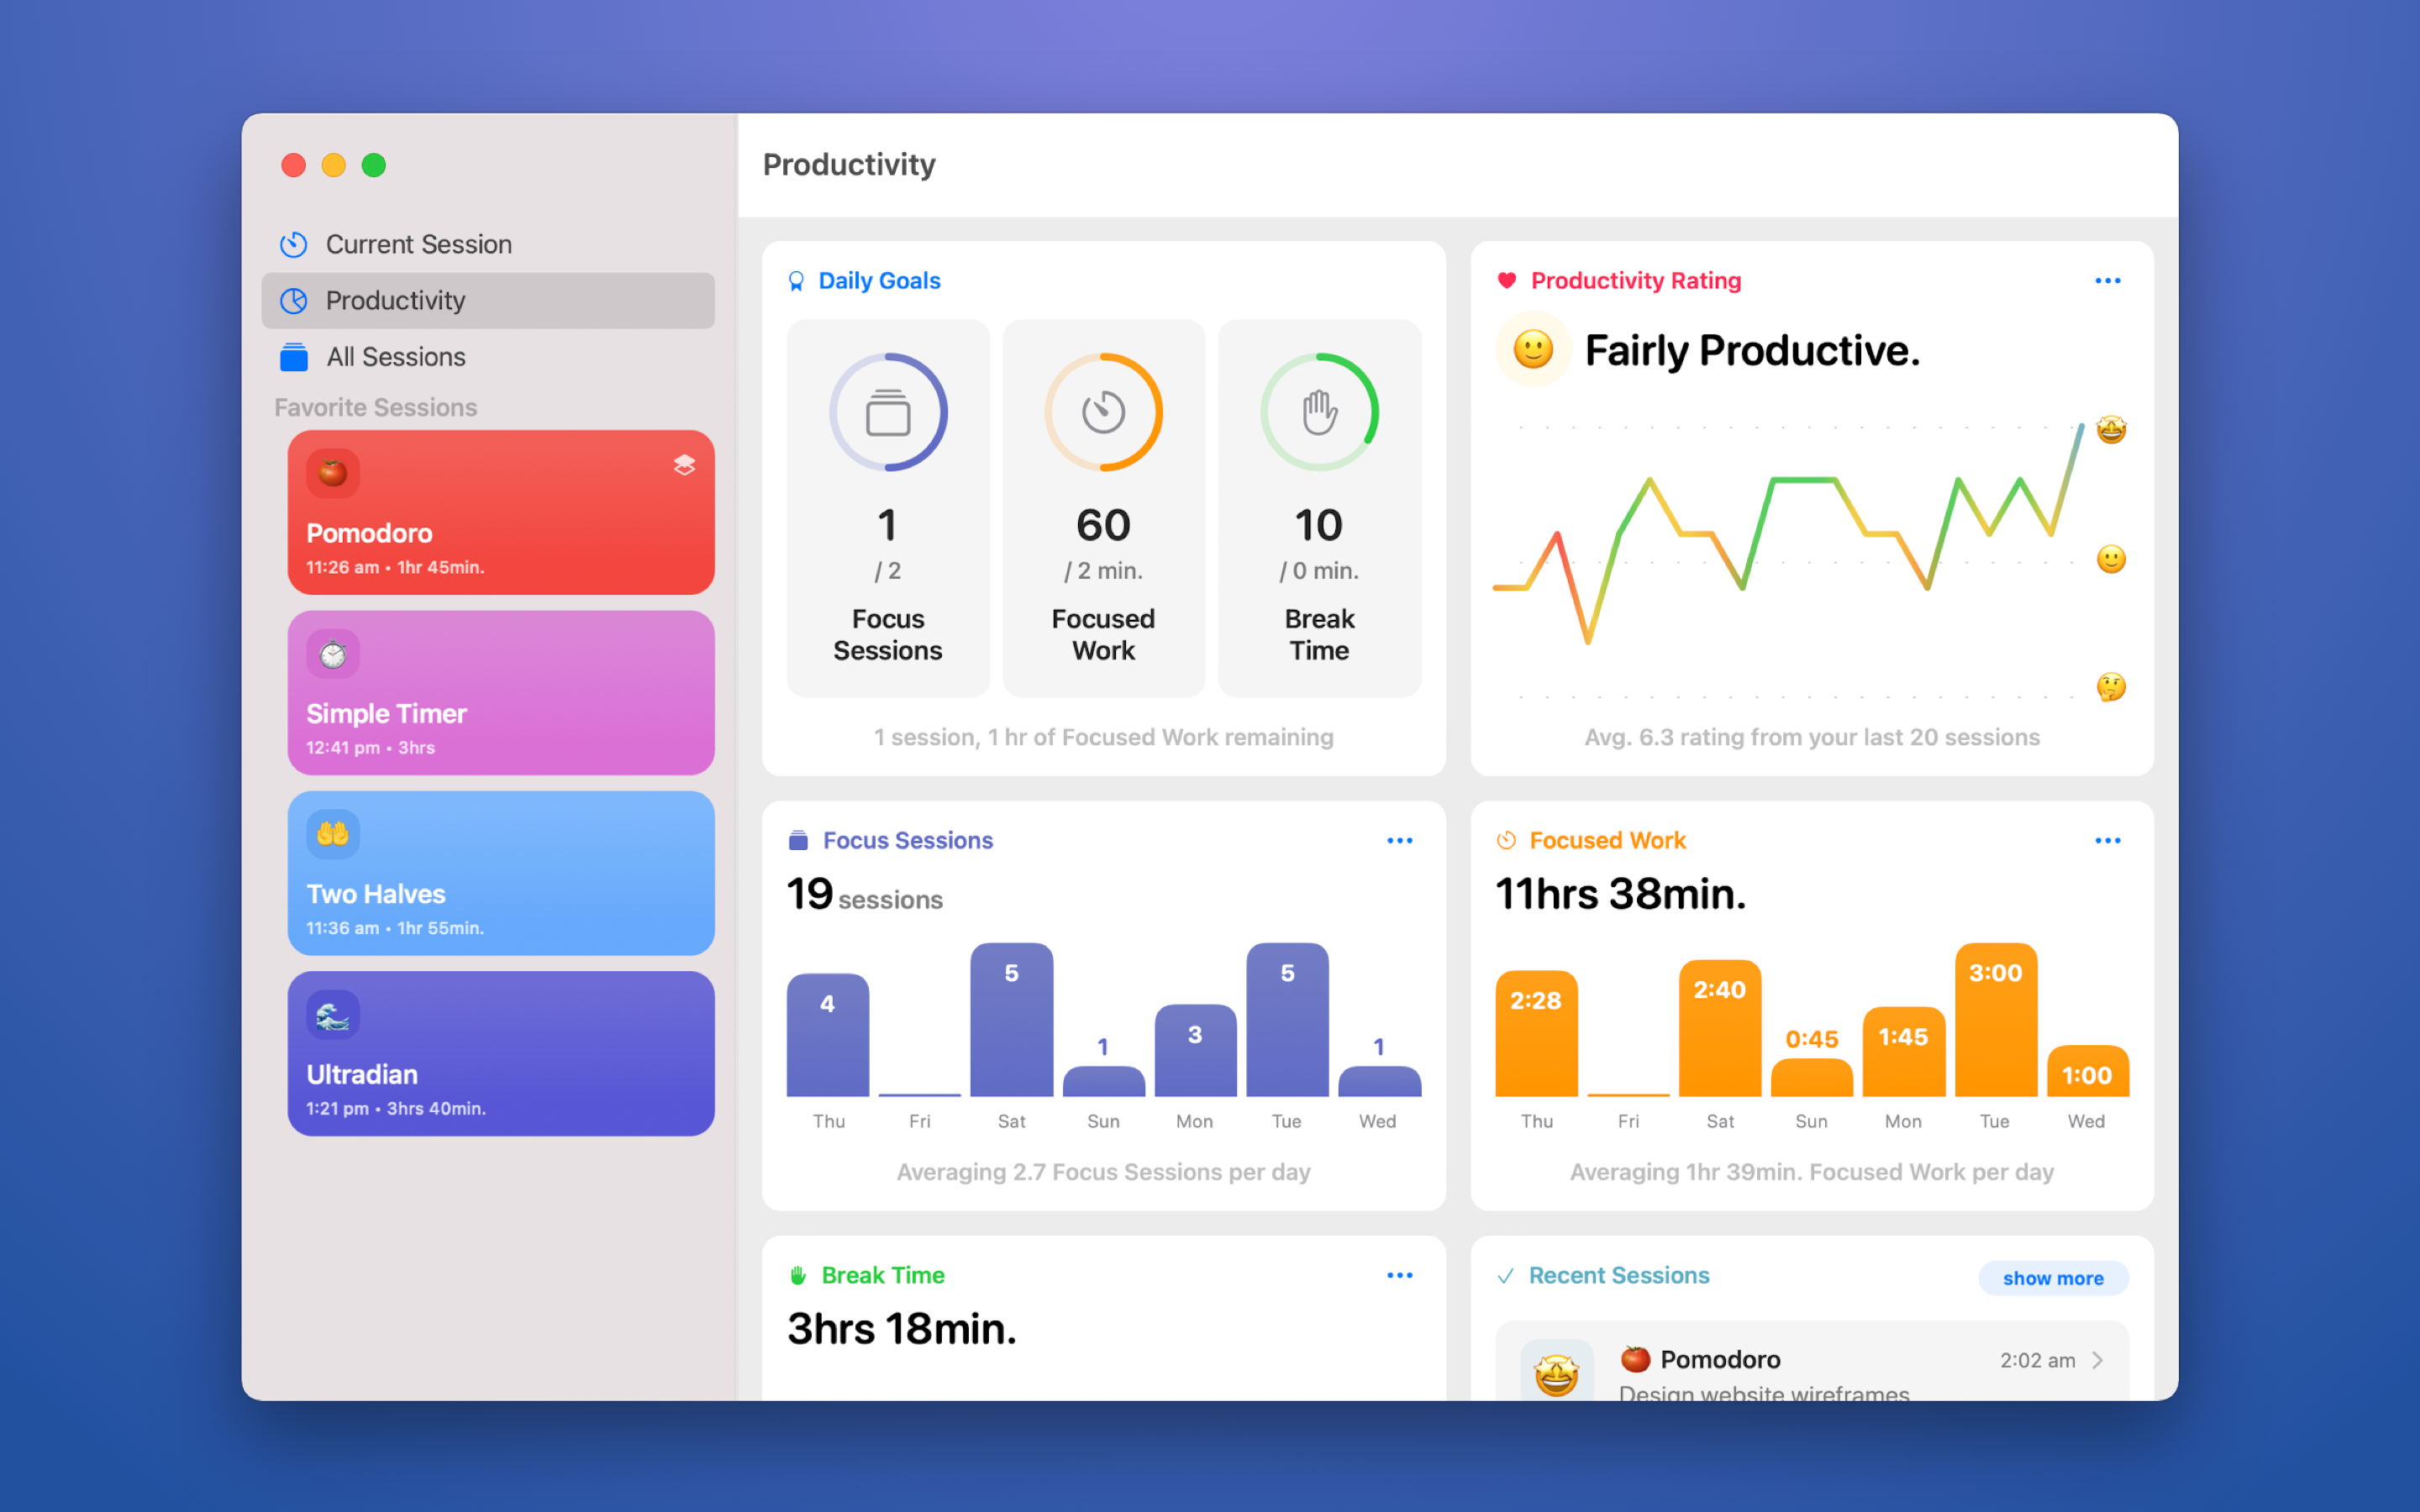 Productivity
Current Session
Productivity
All Sessions
Favorite Sessions
Pomodoro
11:26 am • 1hr 45min.
Simple Timer
12:41 pm • 3hrs
Two Halves
11:36 am • 1hr 55min.
Ultradian
1:21 pm • 3hrs 40min.
Daily Goals
1
/ 2
Focus
Sessions
60
/ 2 min.
Focused
Work
10
/ 0 min.
Break
Time
1 session, 1 hr of Focused Work remaining
Productivity Rating
Fairly Productive.
Avg. 6.3 rating from your last 20 sessions
Focus Sessions
19 sessions
4
5
1
3
5
1
Thu Fri Sat Sun Mon Tue Wed
Averaging 2.7 Focus Sessions per day
Focused Work
11hrs 38min.
2:28
2:40
0:45
1:45
3:00
1:00
Thu Fri Sat Sun Mon Tue Wed
Averaging 1hr 39min. Focused Work per day
Break Time
3hrs 18min.
Recent Sessions
show more
Pomodoro
2:02 am
Design website wireframes